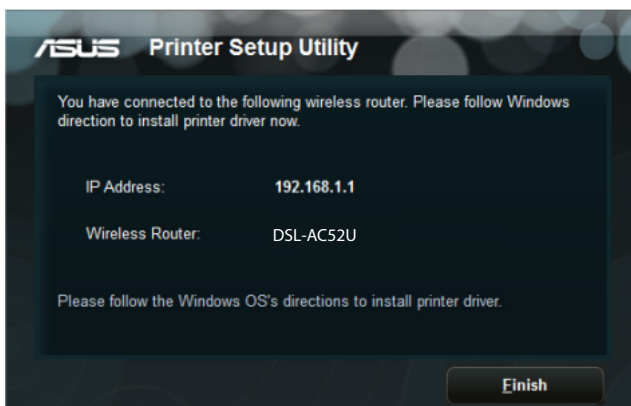 ASUS Printer Setup Utility
You have connected to the following wireless router. Please follow Windows
direction to install printer driver now.
IP Address: 192.168.1.1
Wireless Router: DSL-AC52U
Please follow the Windows OS's directions to install printer driver.
Finish